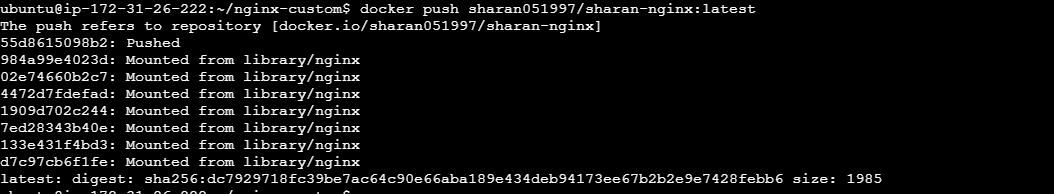 ubuntu@ip-172-31-26-222:~/nginx-custom$ docker push sharan051997/sharan-nginx:latest
The push refers to repository [docker.io/sharan051997/sharan-nginx]
55d8615098b2: Pushed
984a99e4023d: Mounted from library/nginx
02e74660b2c7: Mounted from library/nginx
4472d7fdefad: Mounted from library/nginx
1909d702c244: Mounted from library/nginx
7ed28343b40e: Mounted from library/nginx
133e431f4bd3: Mounted from library/nginx
d7c97cb6f1fe: Mounted from library/nginx
latest: digest: sha256:dc7929718fc39be7ac64c90e66aba189e434deb94173ee67b2b2e9e7428febb6 size: 1985